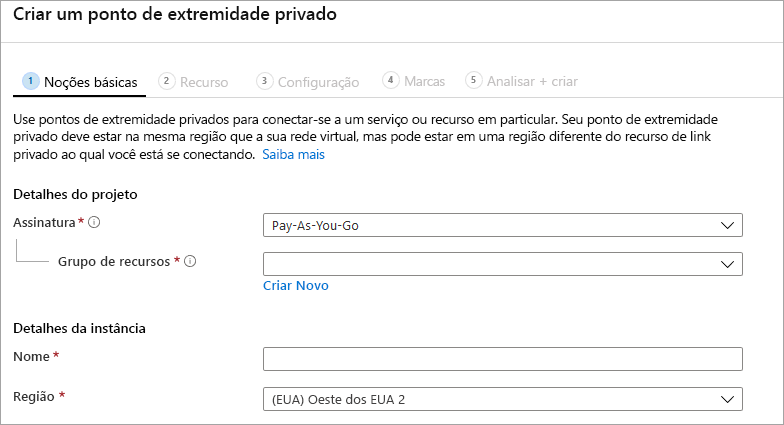 Criar um ponto de extremidade privado
1 Noções básicas 2 Recurso 3 Configuração 4 Marcas 5 Analisar + criar
Use pontos de extremidade privados para conectar-se a um serviço ou recurso em particular. Seu ponto de extremidade
privado deve estar na mesma região que a sua rede virtual, mas pode estar em uma região diferente do recurso de link
privado ao qual você está se conectando. Saiba mais
Detalhes do projeto
Assinatura *
Pay-As-You-Go
Grupo de recursos *
Criar Novo
Detalhes da instância
Nome *
Região *
(EUA) Oeste dos EUA 2